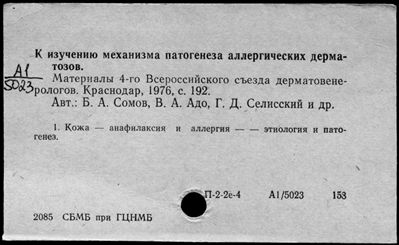 К изучению механизма патогенеза аллергических дерма-
тозов.
А1
5023
Материалы 4-го Всероссийского съезда дерматовене-
рологов. Краснодар, 1976, с. 192.
Авт.: Б. А. Сомов, В. А. Адо, Г. Д. Селисский и др.
1. Кожа — анафилаксия и аллергия — — этиология и пато-
генез.
П-2-2е-4 А1/5023 153
2085 СБМБ при ГЦНМБ